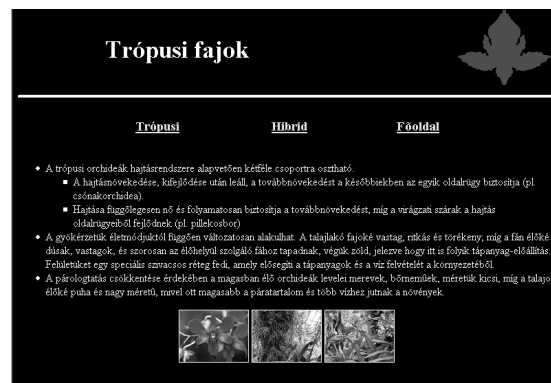 Trópusi fajok
Trópusi Hibrid Főoldal
A trópusi orchideák hajtásrendszere alapvetően kétféle csoportra osztható.
A hajtásnövekedése, kifejlődése után leáll, a továbbnövekedést a későbbiekben az egyik oldalrügy biztosítja (pl.
csónakorchidea).
Hajtása függőlegesen nő és folyamatosan biztosítja a továbbnövekedést, míg a virágzati szárak a hajtás
oldalrügyeiből fejlődnek (pl. pillekosbor)
A gyökérzetük életmódjuktól függően változatosan alakulhat. A talajlakó fajoké vastag, ritkás és törékeny; míg a fán élőké
dúsak, vastagok, és szorosan az élőhelyül szolgáló fához tapadnak, végük zöld, jelezve hogy itt is folyik tápanyag-előállítás.
Felületüket egy speciális szivacsos réteg fedi, amely elősegíti a tápanyagok és a víz felvételét a környezetéből.
A párologtatás csökkentése érdekében a magasban élő orchideák levelei merevek, bőrneműek, méretük kicsi, míg a talajon
élőké puha és nagy méretű, mivel ott magasabb a páratartalom és több vízhez jutnak a növények.